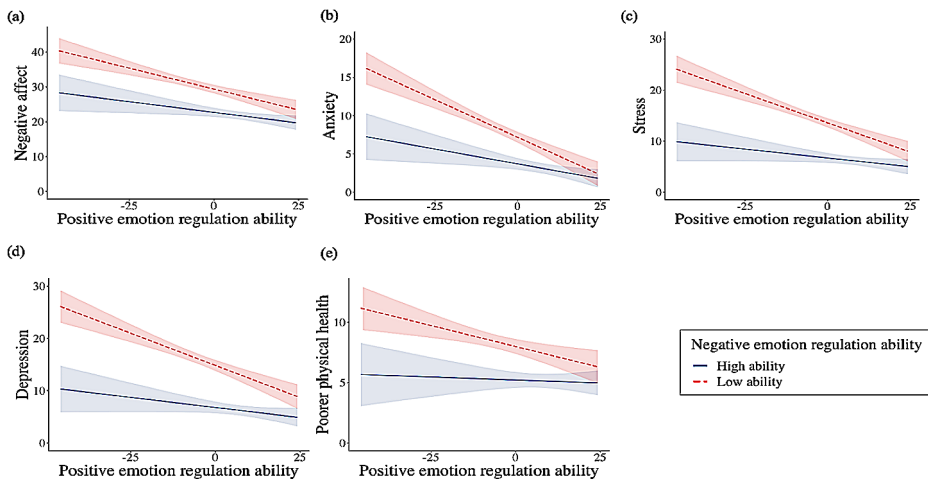 (a)
Negative affect
40
30
20
10
0
-25
0
25
Positive emotion regulation ability
(b)
Anxiety
20
15
10
5
0
-25
0
25
Positive emotion regulation ability
(c)
Stress
30
20
10
0
-25
0
25
Positive emotion regulation ability
(d)
Depression
30
20
10
0
-25
0
25
Positive emotion regulation ability
(e)
Poorer physical health
10
5
0
-25
0
25
Positive emotion regulation ability
Negative emotion regulation ability
High ability
Low ability